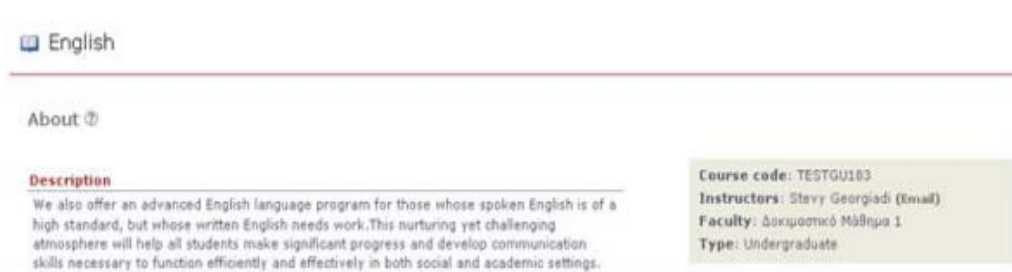 English
About
Description
We also offer an advanced English language program for those whose spoken English is of a
high standard, but whose written English needs work.This nurturing yet challenging
atmosphere will help all students make significant progress and develop communication
skills necessary to function efficiently and effectively in both social and academic settings.
Course code: TESTGU183
Instructors: Stevy Georgiadi (Email)
Faculty: Δοκιμαστικό Μάθημα 1
Type: Undergraduate